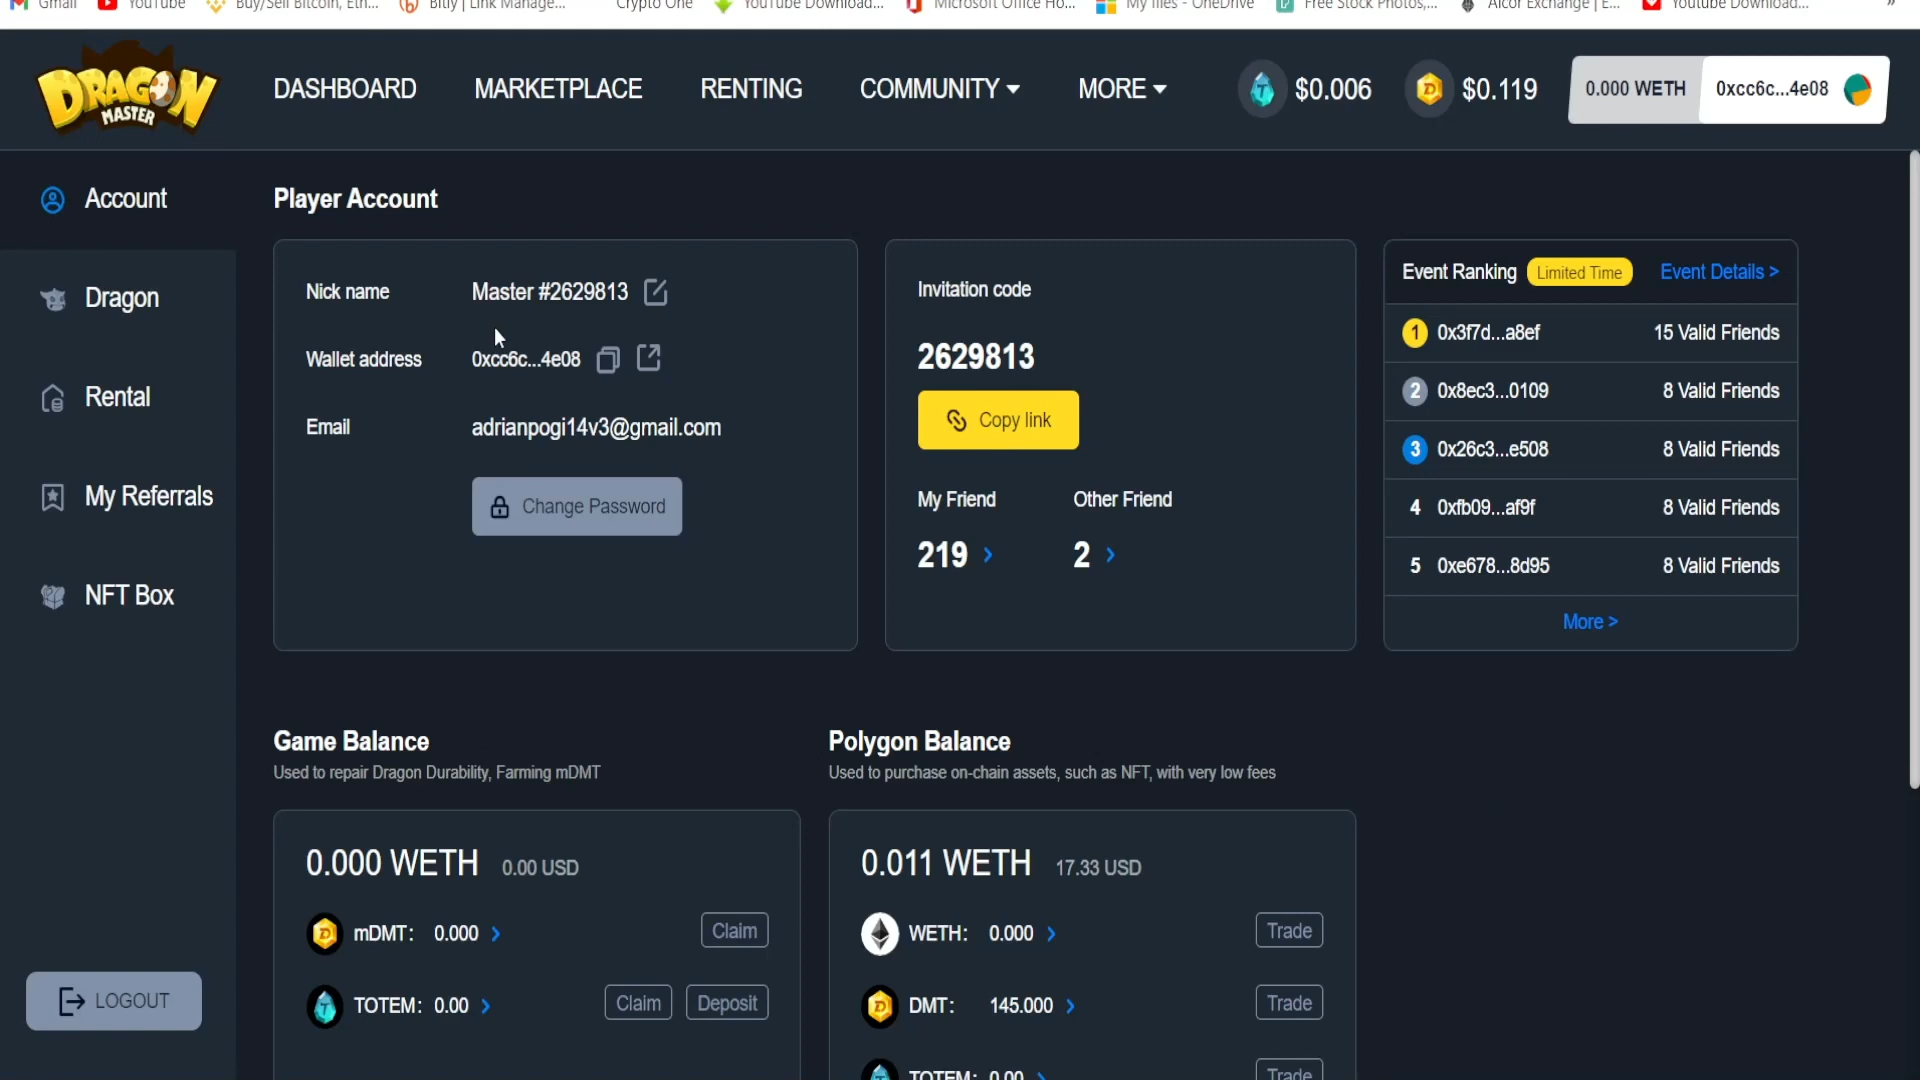 Gmail YouTube Buy/Sell Bitcoin, Eth... Bitly | Link Manage... Crypto One YouTube Download... Microsoft Office Ho... My files - OneDrive Free Stock Photos,... Alcor Exchange | E... Youtube Download... »
DRAGON MASTER
DASHBOARD MARKETPLACE RENTING COMMUNITY MORE $0.006 $0.119 0.000 WETH 0xcc6c...4e08
Account
Dragon
Rental
My Referrals
NFT Box
LOGOUT
Player Account
Nick name Master #2629813
Wallet address 0xcc6c...4e08
Email adrianpogi14v3@gmail.com
Change Password
Invitation code
2629813
Copy link
My Friend Other Friend
219 > 2 >
Event Ranking Limited Time Event Details >
1 0x3f7d...a8ef 15 Valid Friends
2 0x8ec3...0109 8 Valid Friends
3 0x26c3...e508 8 Valid Friends
4 0xfb09...af9f 8 Valid Friends
5 0xe678...8d95 8 Valid Friends
More >
Game Balance
Used to repair Dragon Durability, Farming mDMT
0.000 WETH 0.00 USD
mDMT: 0.000 > Claim
TOTEM: 0.00 > Claim Deposit
Polygon Balance
Used to purchase on-chain assets, such as NFT, with very low fees
0.011 WETH 17.33 USD
WETH: 0.000 > Trade
DMT: 145.000 > Trade
TOTEM: 0.00 > Trade